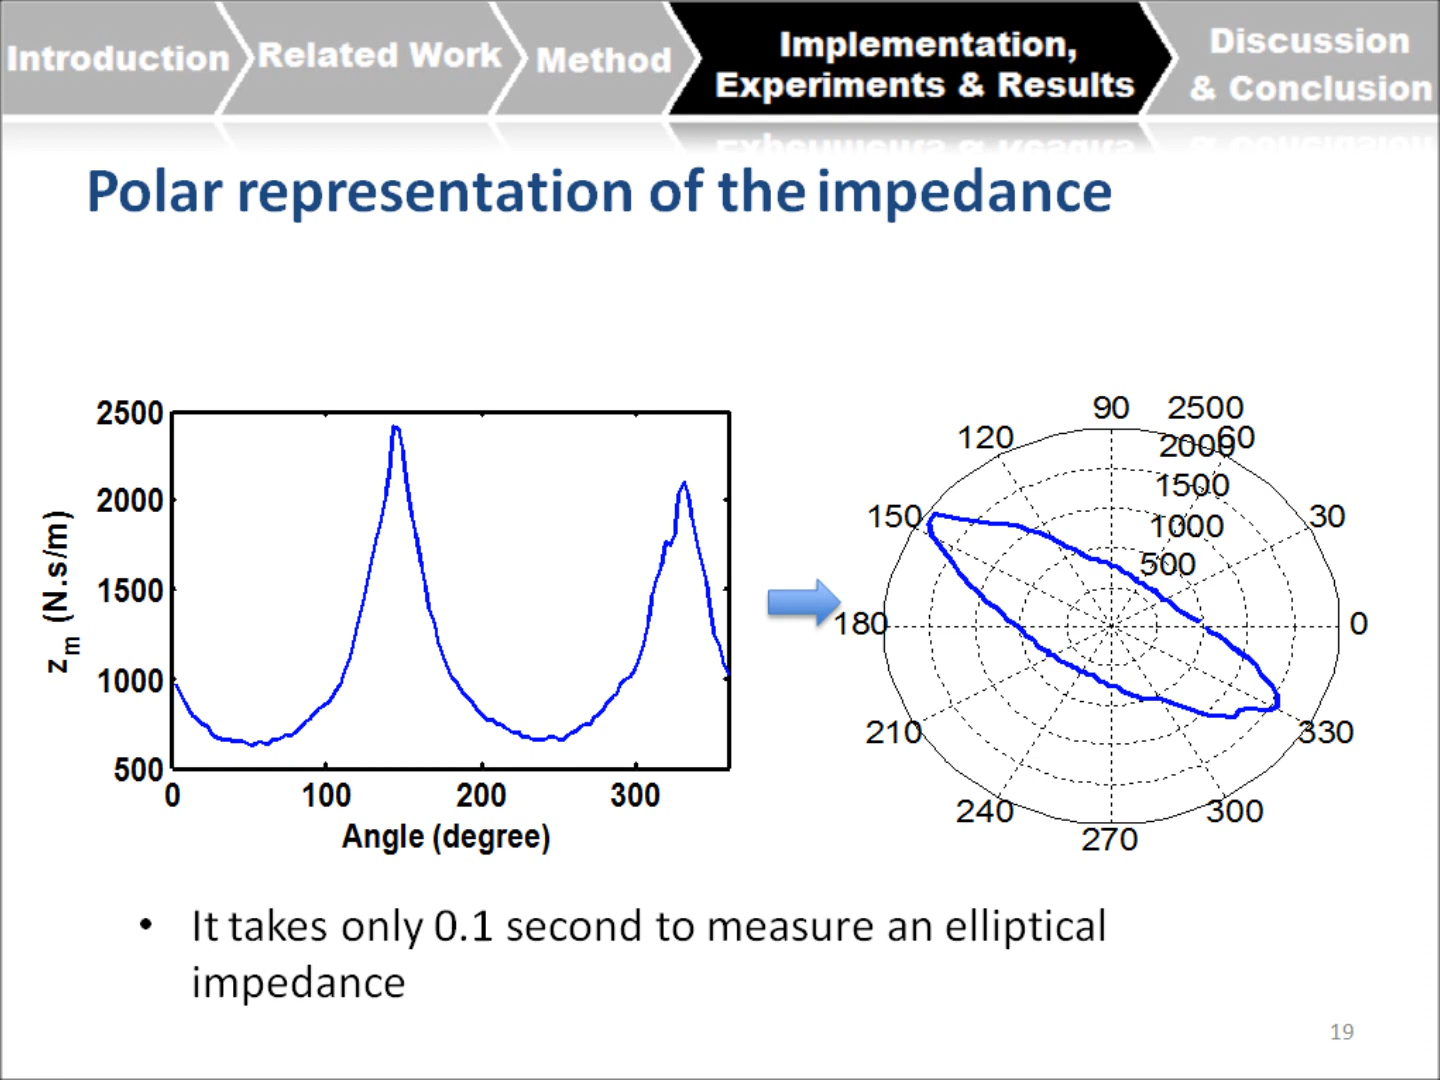 Introduction
Related Work
Method
Implementation,
Experiments & Results
Discussion
& Conclusion
Polar representation of the impedance
2500
2000
1500
1000
500
0
100
200
300
Angle (degree)
zm (N.s/m)
90
2500
120
2000
60
1500
150
1000
30
500
180
0
210
330
240
300
270
• It takes only 0.1 second to measure an elliptical
impedance
19